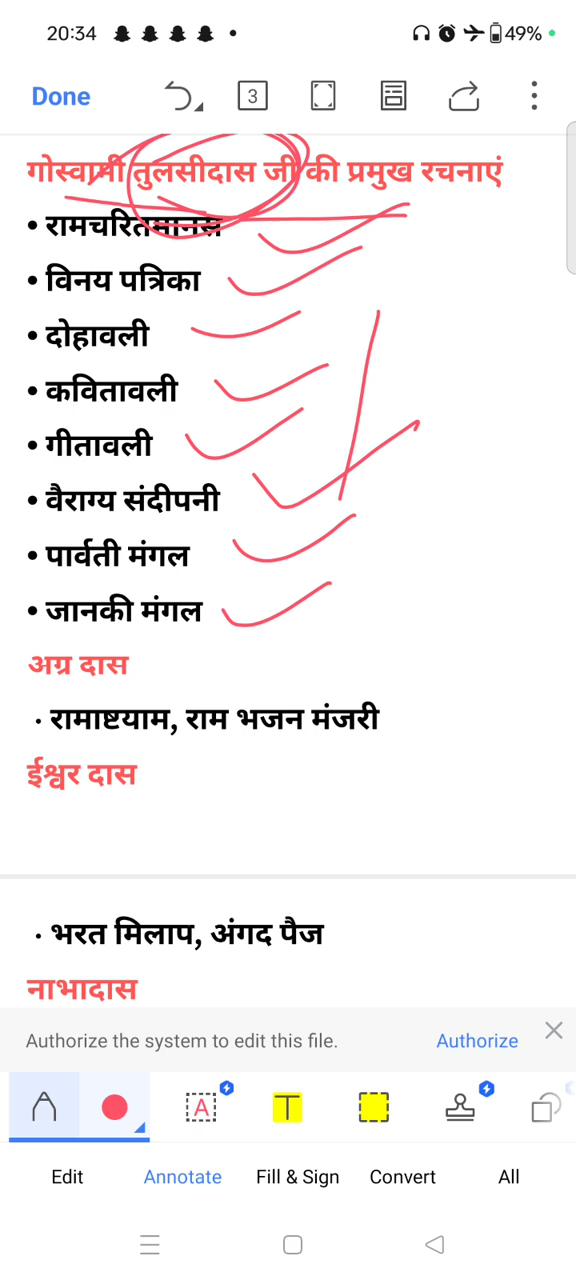 20:34
49%
Done
3
गोस्वामी तुलसीदास जी की प्रमुख रचनाएं
• रामचरितमानस
• विनय पत्रिका
• दोहावली
• कवितावली
• गीतावली
• वैराग्य संदीपनी
• पार्वती मंगल
• जानकी मंगल
अग्र दास
· रामाष्टयाम, राम भजन मंजरी
ईश्वर दास
· भरत मिलाप, अंगद पैज
नाभादास
Authorize the system to edit this file. Authorize
A T
Edit Annotate Fill & Sign Convert All